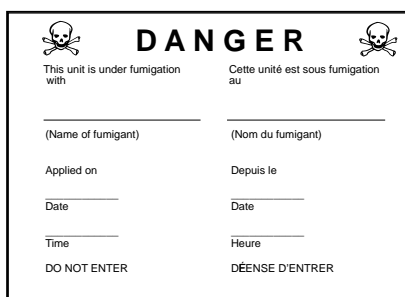 DANGER
This unit is under fumigation
with
Cette unité est sous fumigation
au
(Name of fumigant)
(Nom du fumigant)
Applied on
Depuis le
Date
Date
Time
Heure
DO NOT ENTER
DÉENSE D'ENTRER